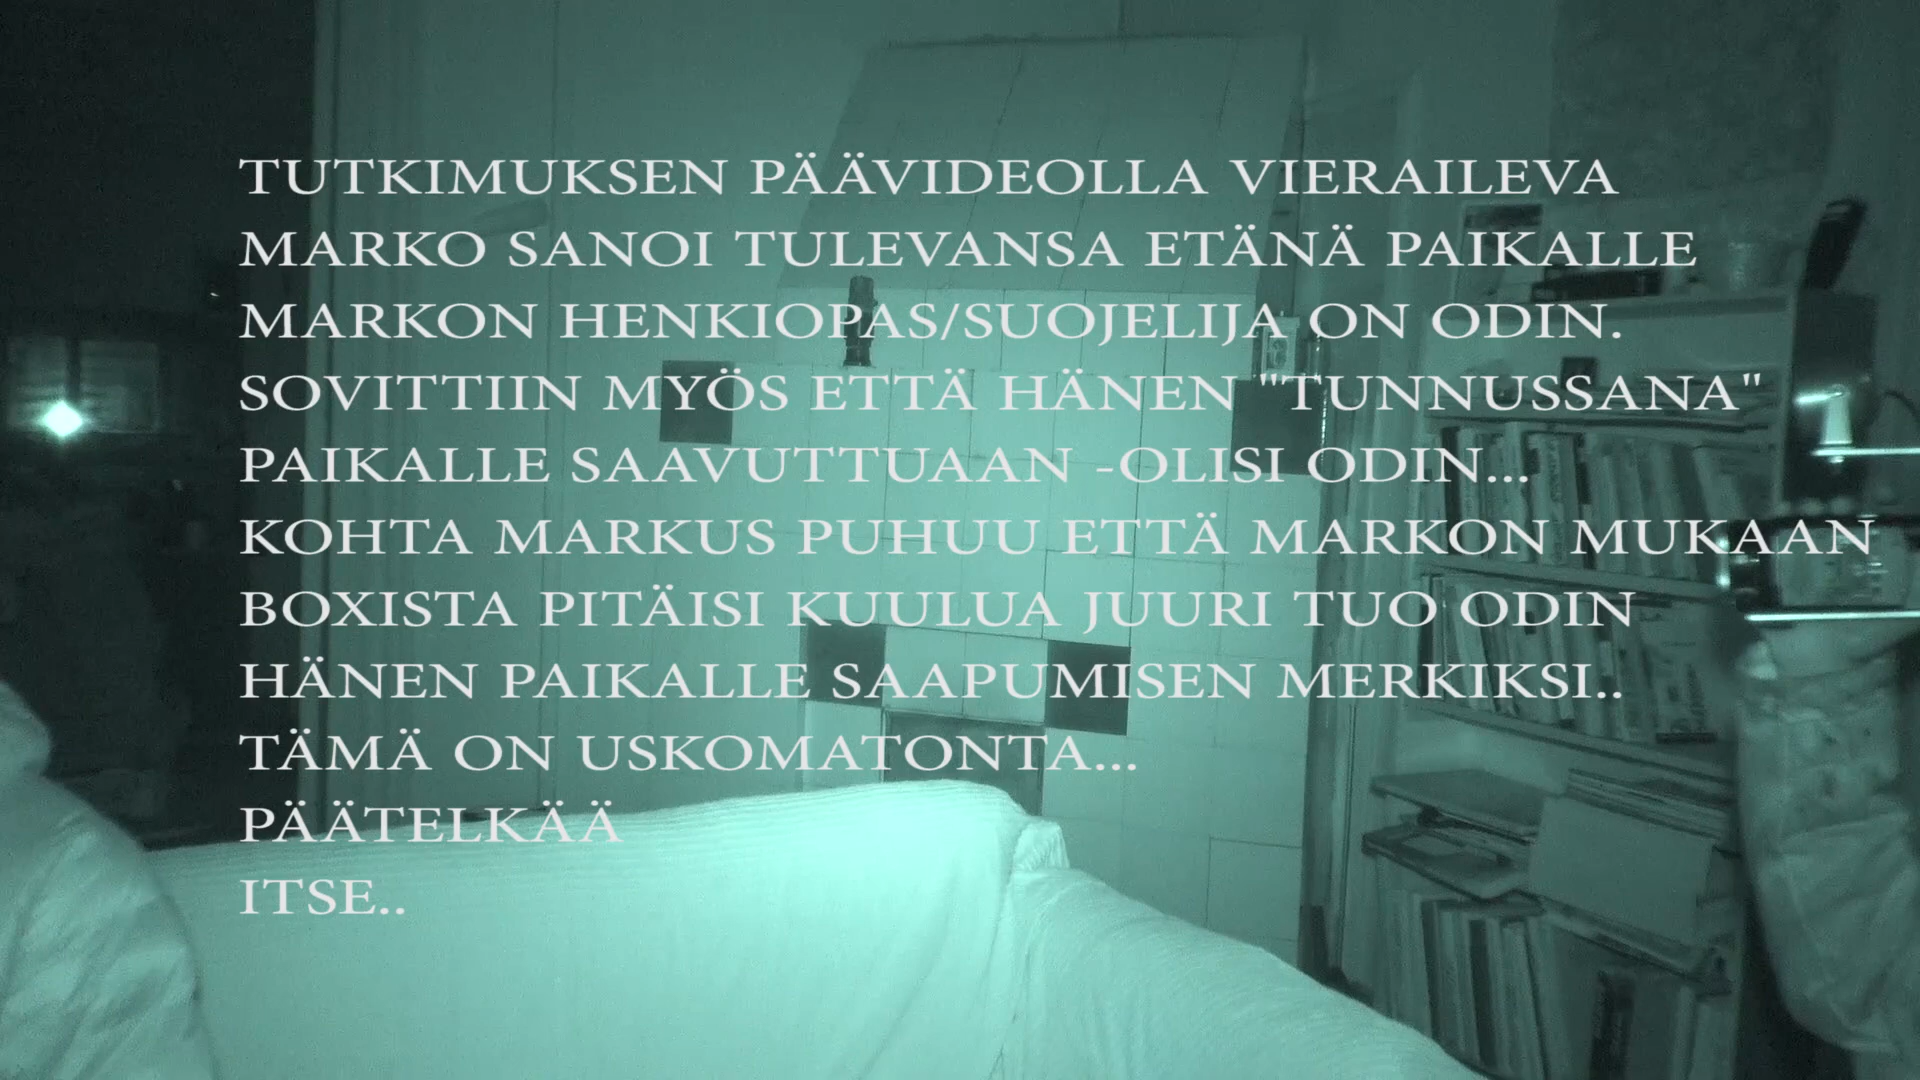 TUTKIMUKSEN PÄÄVIDEOLLA VIERAILEVA
MARKO SANOI TULEVANSA ETÄNÄ PAIKALLE
MARKON HENKIOPAS/SUOJELIJA ON ODIN.
SOVITTIIN MYÖS ETTÄ HÄNEN "TUNNUSSANA"
PAIKALLE SAAVUTTUAAN -OLISI ODIN...
KOHTA MARKUS PUHUU ETTÄ MARKON MUKAAN
BOXISTA PITÄISI KUULUA JUURI TUO ODIN
HÄNEN PAIKALLE SAAPUMISEN MERKIKSI..
TÄMÄ ON USKOMATONTA...
PÄÄTELKÄÄ
ITSE..